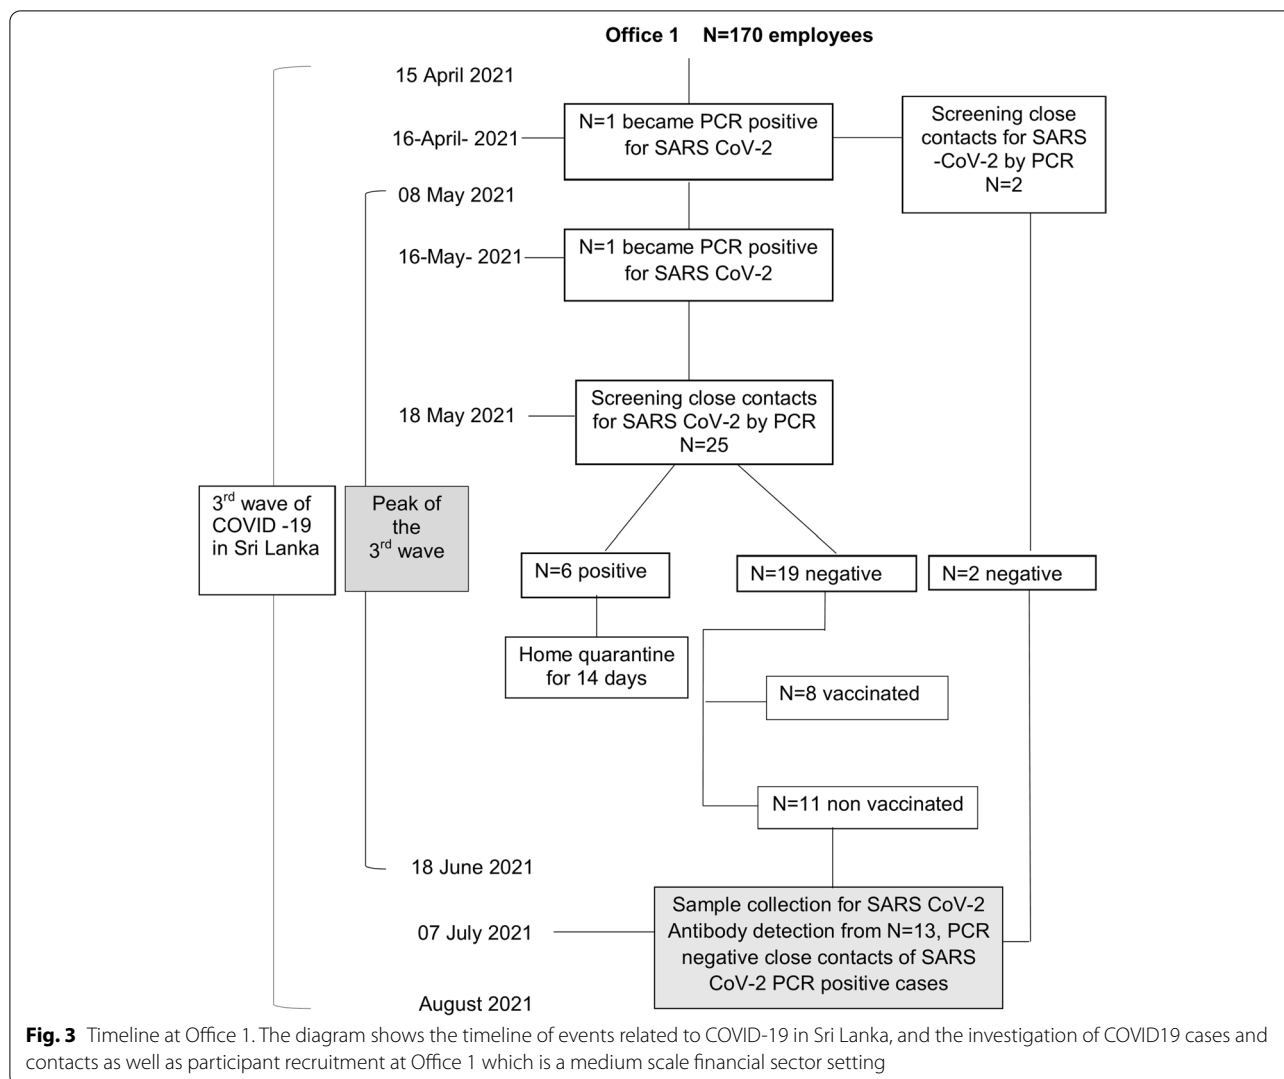 Office 1 N=170 employees
15 April 2021
16-April- 2021
N=1 became PCR positive
for SARS CoV-2
Screening close
contacts for SARS
-CoV-2 by PCR
N=2
08 May 2021
16-May- 2021
N=1 became PCR positive
for SARS CoV-2
18 May 2021
Screening close contacts
for SARS CoV-2 by PCR
N=25
3rd wave of
COVID -19
in Sri Lanka
Peak of
the
3rd wave
N=6 positive
N=19 negative
N=2 negative
Home quarantine
for 14 days
N=8 vaccinated
N=11 non vaccinated
18 June 2021
07 July 2021
Sample collection for SARS CoV-2
Antibody detection from N=13, PCR
negative close contacts of SARS
CoV-2 PCR positive cases
August 2021
Fig. 3 Timeline at Office 1. The diagram shows the timeline of events related to COVID-19 in Sri Lanka, and the investigation of COVID19 cases and
contacts as well as participant recruitment at Office 1 which is a medium scale financial sector setting